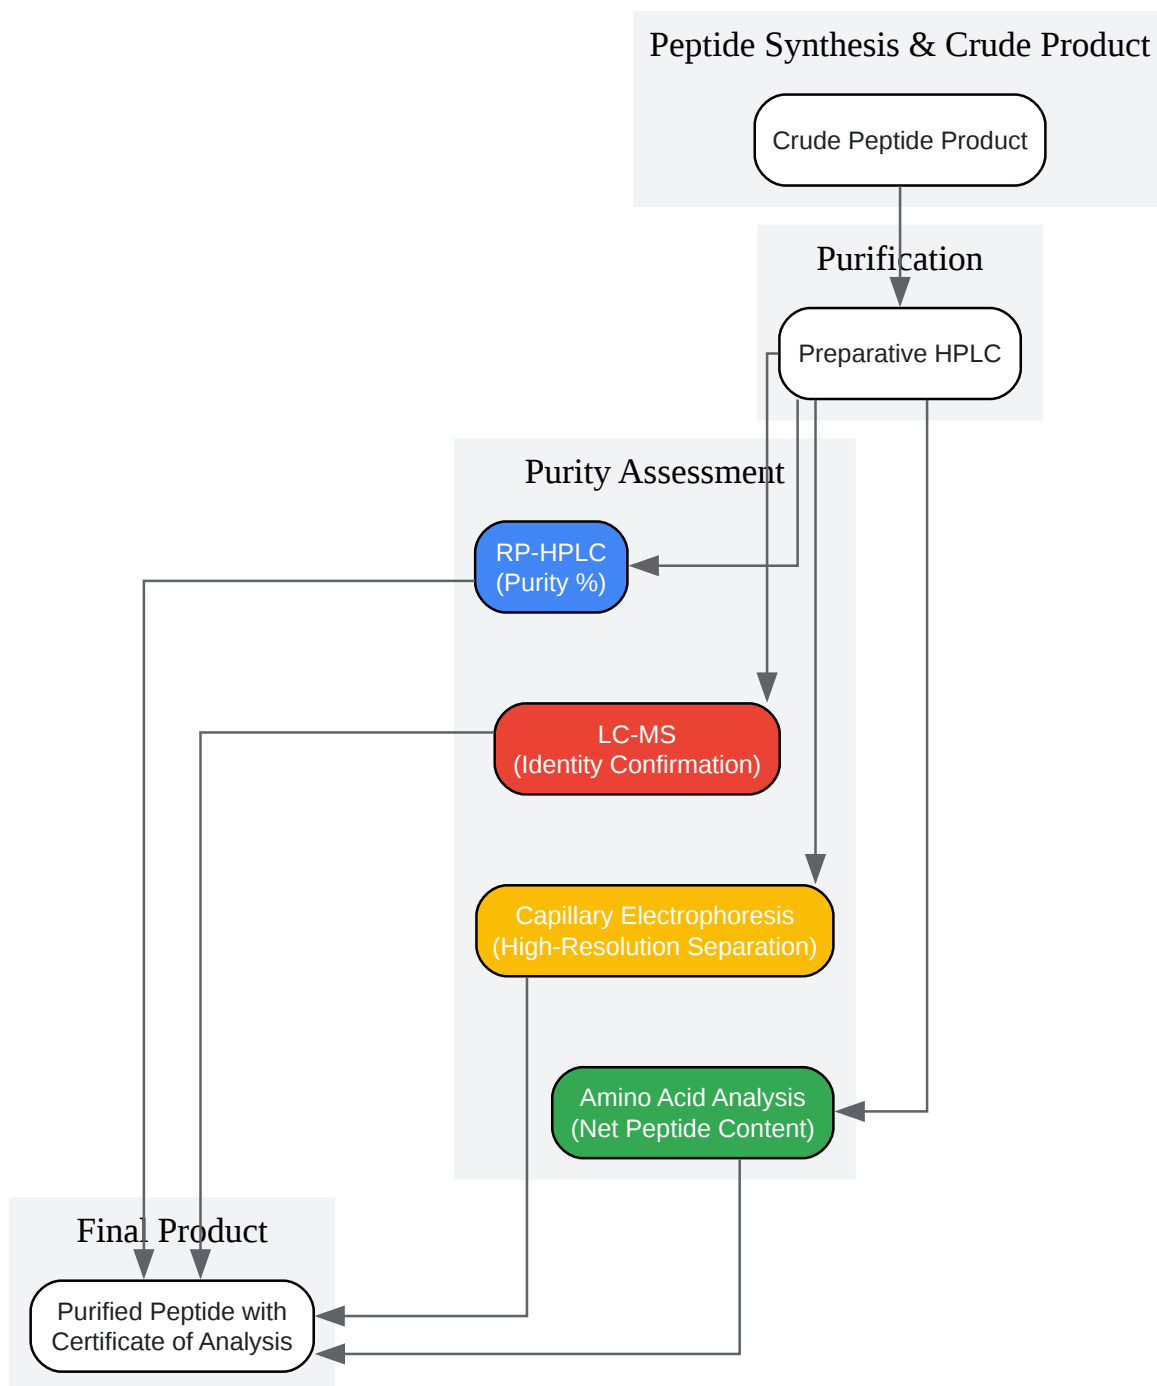 Peptide Synthesis & Crude Product
Crude Peptide Product
Purification
Preparative HPLC
Purity Assessment
RP-HPLC
(Purity %)
LC-MS
(Identity Confirmation)
Capillary Electrophoresis
(High-Resolution Separation)
Amino Acid Analysis
(Net Peptide Content)
Final Product
Purified Peptide with
Certificate of Analysis